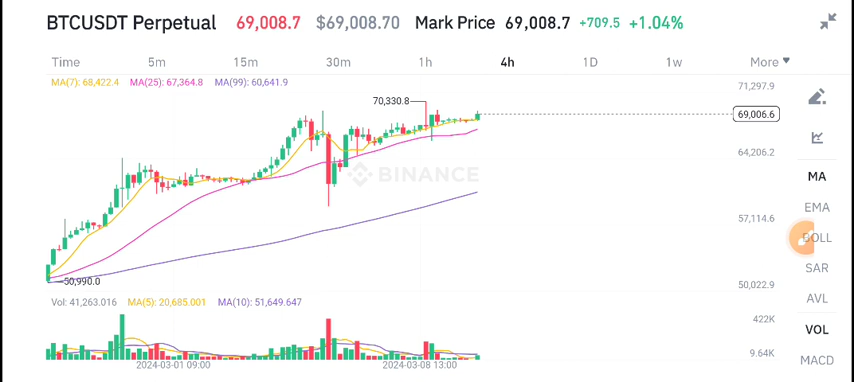 BTCUSDT Perpetual 69,008.7 $69,008.70 Mark Price 69,008.7 +709.5 +1.04%
Time 5m 15m 30m 1h 4h 1D 1w More
MA(7): 68,422.4 MA(25): 67,364.8 MA(99): 60,641.9
71,297.9
70,330.8
69,006.6
64,206.2
BINANCE
MA
EMA
57,114.6
BOLL
SAR
50,990.0
50,022.9
AVL
Vol: 41,263.016 MA(5): 20,685.001 MA(10): 51,649.647
422K
VOL
9.64K
MACD
2024-03-01 09:00 2024-03-08 13:00